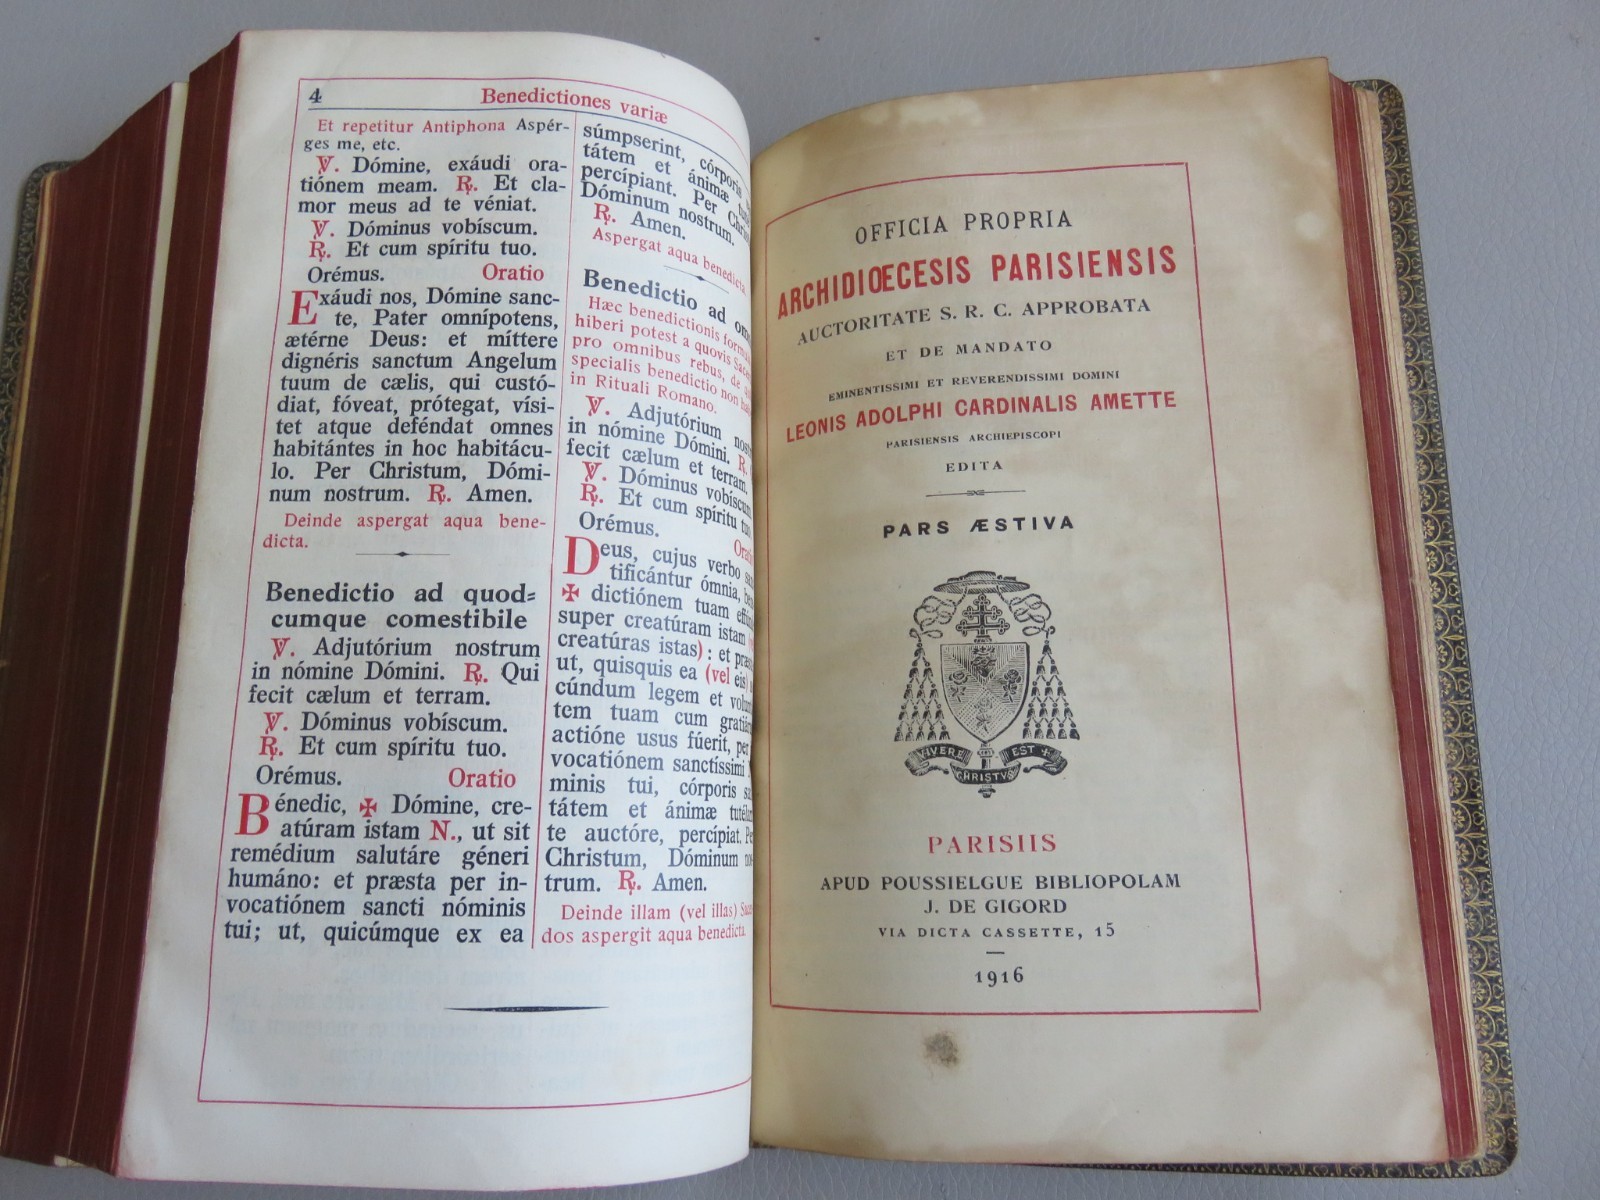 4 Benedictiones variæ
Et repetitur Antiphona Aspér-
ges me, etc.
℣. Dómine, exáudi ora-
tiónem meam. ℟. Et cla-
mor meus ad te véniat.
℣. Dóminus vobíscum.
℟. Et cum spíritu tuo.
Orémus. Oratio
Exáudi nos, Dómine sanc-
te, Pater omnípotens,
ætérne Deus: et míttere
dignéris sanctum Angelum
tuum de cælis, qui custó-
diat, fóveat, prótegat, vísi-
tet atque deféndat omnes
habitántes in hoc habitácu-
lo. Per Christum, Dómi-
num nostrum. ℟. Amen.
Deinde aspergat aqua bene-
dicta.
Benedictio ad quod=
cumque comestibile
℣. Adjutórium nostrum
in nómine Dómini. ℟. Qui
fecit cælum et terram.
℣. Dóminus vobíscum.
℟. Et cum spíritu tuo.
Orémus. Oratio
Bénedic, ✠ Dómine, cre-
atúram istam N., ut sit
remédium salutáre géneri
humáno: et præsta per in-
vocatiónem sancti nóminis
tui; ut, quicúmque ex ea
súmpserint, córporis
tátem et ánimæ
percípiant. Per
Dóminum nostrum.
℟. Amen.
Aspergat aqua benedicta.
Benedictio ad
Hæc benedictionis
hiberi potest a quovis
pro omnibus rebus, de
specialis benedictio non
in Rituali Romano.
℣. Adjutórium
in nómine Dómini. ℟.
fecit cælum et terram.
℣. Dóminus vobíscum
℟. Et cum spíritu
Orémus.
Deus, cujus verbo
tificántur ómnia,
✠ dictiónem tuam
super creatúram istam
creatúras istas) : et
ut, quisquis ea (vel eis)
cúndum legem et
tem tuam cum
actióne usus fúerit, per
vocatiónem sanctíssimi
minis tui, córporis
tátem et ánimæ
te auctóre, percípiat.
Christum, Dóminum nos-
trum. ℟. Amen.
Deinde illam (vel illas)
dos aspergit aqua benedicta.
OFFICIA PROPRIA
ARCHIDIŒCESIS PARISIENSIS
AUCTORITATE S. R. C. APPROBATA
ET DE MANDATO
EMINENTISSIMI ET REVERENDISSIMI DOMINI
LEONIS ADOLPHI CARDINALIS AMETTE
PARISIENSIS ARCHIEPISCOPI
EDITA
PARS ÆSTIVA
VIVERE EST +
CHRISTVS
PARISIIS
APUD POUSSIELGUE BIBLIOPOLAM
J. DE GIGORD
VIA DICTA CASSETTE, 15
1916